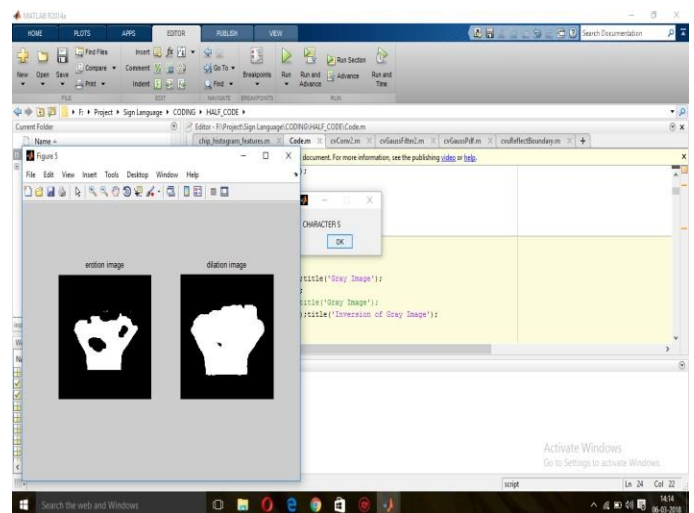 MATLAB R2014a
HOME PLOTS APPS EDITOR PUBLISH VIEW
Search Documentation
New Open Save
Find Files
Compare
Print
Insert
Comment
Indent
Go To
Find
Breakpoints
Run
Run and
Advance
Run Section
Advance
Run and
Time
FILE EDIT NAVIGATE BREAKPOINTS RUN
F: Project Sign Language CODING HALF_CODE
Current Folder
Editor - F:\Project\Sign Language\CODING\HALF_CODE\Code.m
Name
chip_histogram_features.m Code.m cvConv2.m cvGaussFilter2.m cvGaussPdf.m cvuReflectBoundary.m
document. For more information, see the publishing video or help.
Figure 5
File Edit View Insert Tools Desktop Window Help
CHARACTER S
OK
erotion image
dilation image
;title('Gray Image');
;
title('Gray Image');
);title('Inversion of Gray Image');
Activate Windows
Go to Settings to activate Windows.
script
Ln 24 Col 22
Search the web and Windows
14:14
06-03-2018